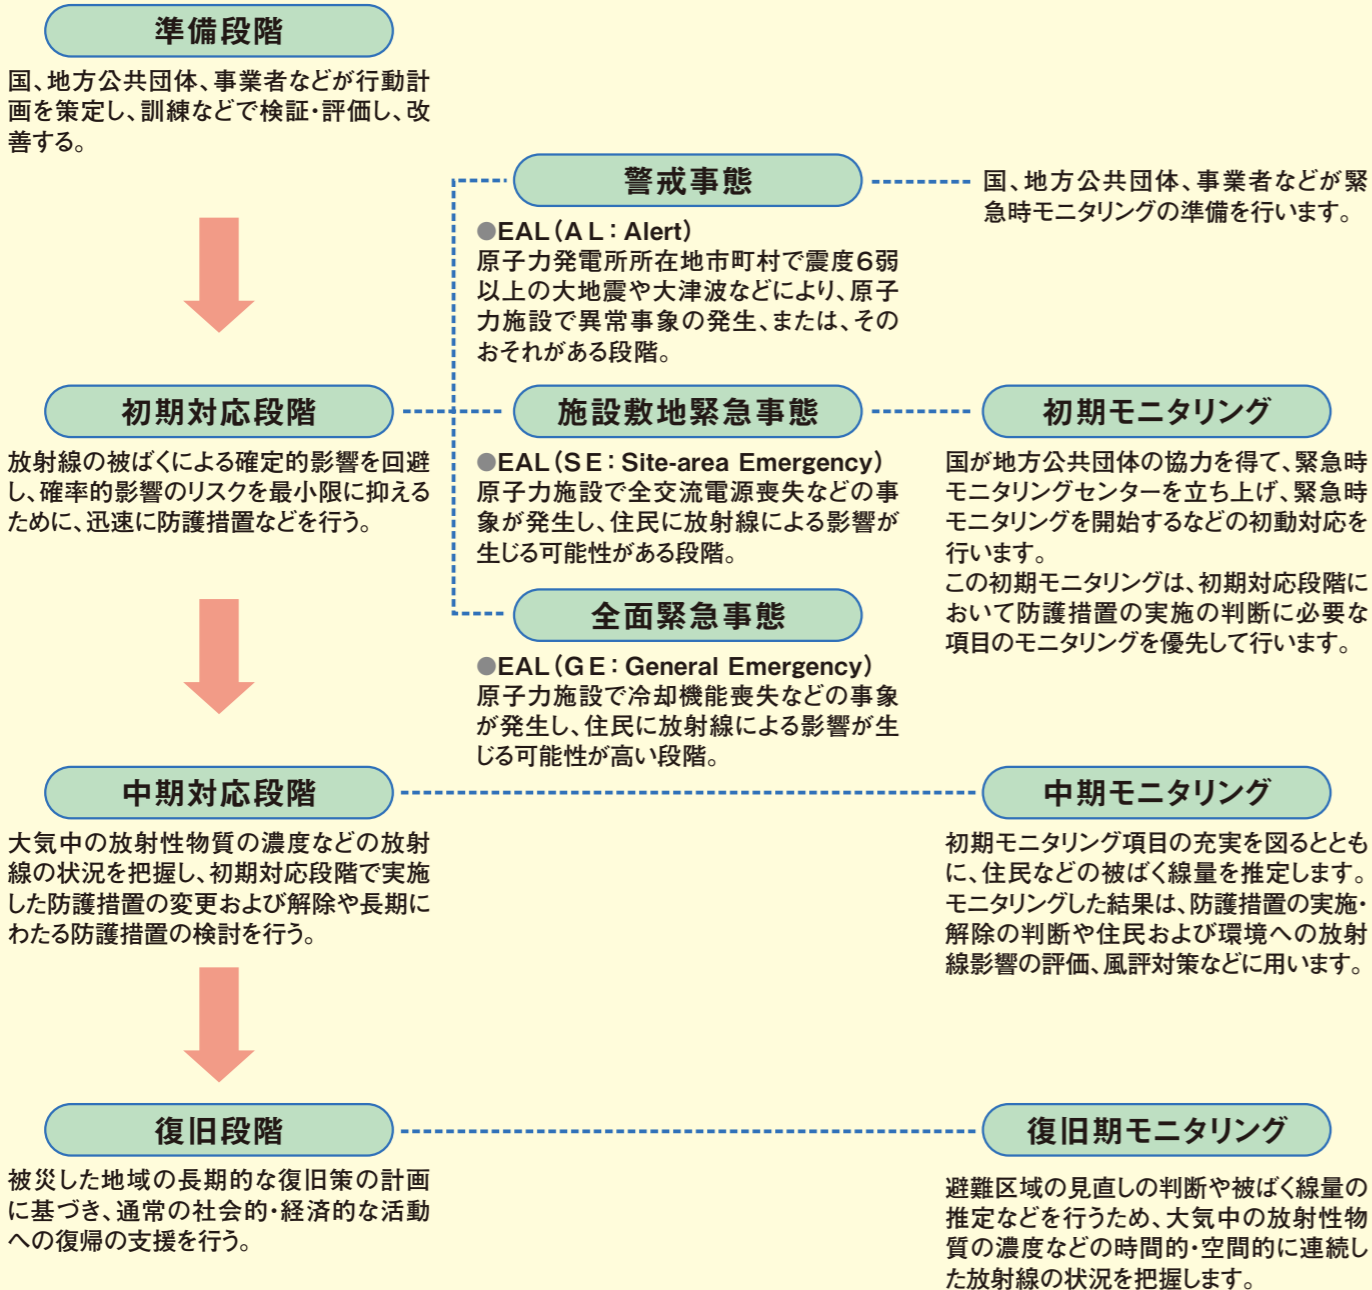 準備段階
国、地方公共団体、事業者などが行動計
画を策定し、訓練などで検証・評価し、改
善する。
警戒事態
●EAL（AL：Alert）
原子力発電所所在地市町村で震度6弱
以上の大地震や大津波などにより、原子
力施設で異常事象の発生、または、その
おそれがある段階。
国、地方公共団体、事業者などが緊
急時モニタリングの準備を行います。
初期対応段階
放射線の被ばくによる確定的影響を回避
し、確率的影響のリスクを最小限に抑える
ために、迅速に防護措置などを行う。
施設敷地緊急事態
●EAL（SE：Site-area Emergency）
原子力施設で全交流電源喪失などの事
象が発生し、住民に放射線による影響が
生じる可能性がある段階。
初期モニタリング
国が地方公共団体の協力を得て、緊急時
モニタリングセンターを立ち上げ、緊急時
モニタリングを開始するなどの初動対応を
行います。
この初期モニタリングは、初期対応段階に
おいて防護措置の実施の判断に必要な
項目のモニタリングを優先して行います。
全面緊急事態
●EAL（GE：General Emergency）
原子力施設で冷却機能喪失などの事象
が発生し、住民に放射線による影響が生
じる可能性が高い段階。
中期対応段階
大気中の放射性物質の濃度などの放射
線の状況を把握し、初期対応段階で実施
した防護措置の変更および解除や長期に
わたる防護措置の検討を行う。
中期モニタリング
初期モニタリング項目の充実を図るととも
に、住民などの被ばく線量を推定します。
モニタリングした結果は、防護措置の実施・
解除の判断や住民および環境への放射
線影響の評価、風評対策などに用います。
復旧段階
被災した地域の長期的な復旧策の計画
に基づき、通常の社会的・経済的な活動
への復帰の支援を行う。
復旧期モニタリング
避難区域の見直しの判断や被ばく線量の
推定などを行うため、大気中の放射性物
質の濃度などの時間的・空間的に連続し
た放射線の状況を把握します。